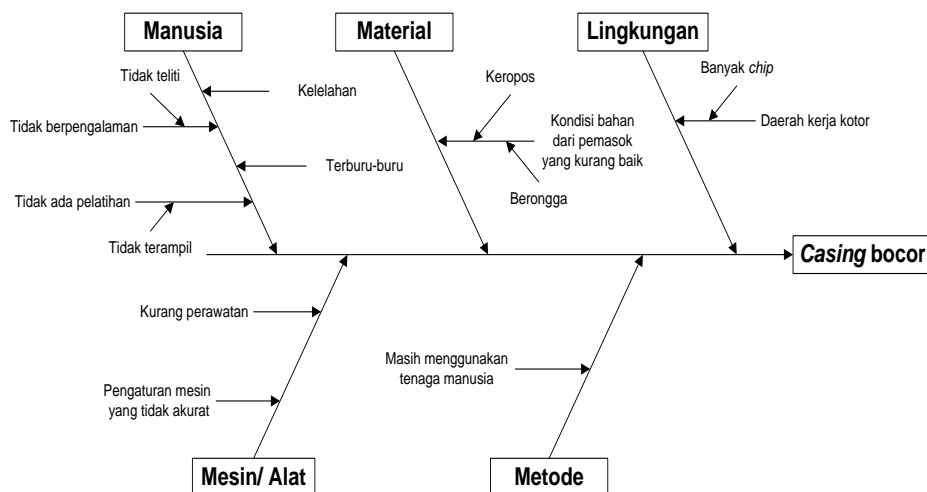 Manusia
Material
Lingkungan
Tidak teliti
Kelelahan
Tidak berpengalaman
Terburu-buru
Tidak ada pelatihan
Tidak terampil
Keropos
Kondisi bahan
dari pemasok
yang kurang baik
Berongga
Banyak chip
Daerah kerja kotor
Casing bocor
Kurang perawatan
Pengaturan mesin
yang tidak akurat
Masih menggunakan
tenaga manusia
Mesin/ Alat
Metode